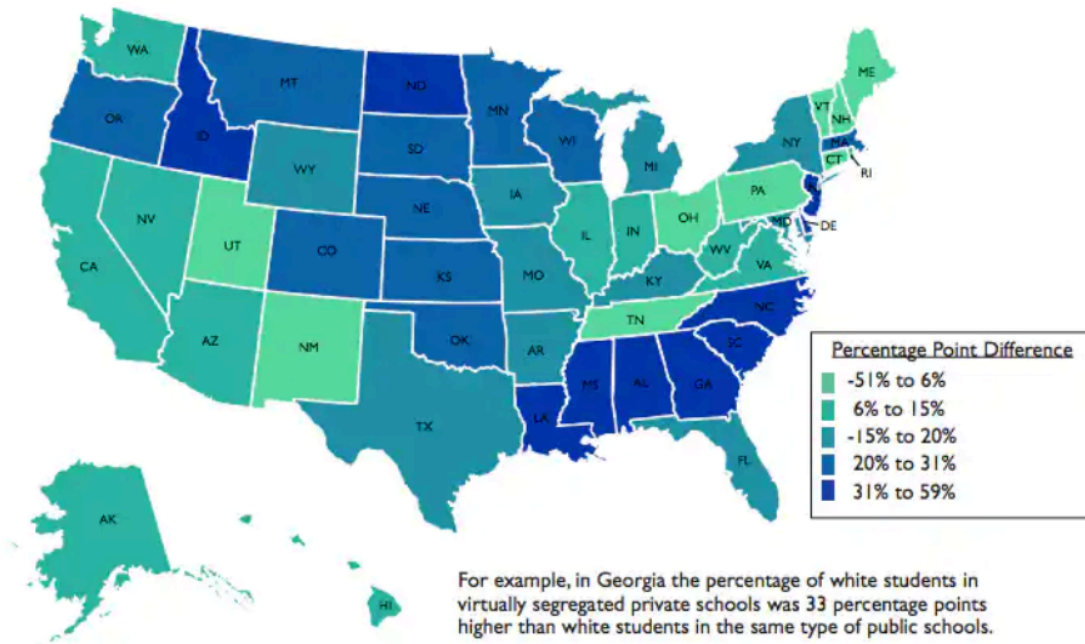 WA
ME
MT
ND
VT
MN
NH
OR
ID
WI
NY
MA
SD
CT
WY
MI
RI
IA
PA
NE
NJ
NV
OH
MD
IL
IN
DE
UT
CO
WV
CA
VA
KS
MO
KY
NC
TN
AZ
OK
NM
AR
SC
MS
AL
GA
LA
TX
FL
AK
HI
Percentage Point Difference
-51% to 6%
6% to 15%
-15% to 20%
20% to 31%
31% to 59%
For example, in Georgia the percentage of white students in
virtually segregated private schools was 33 percentage points
higher than white students in the same type of public schools.